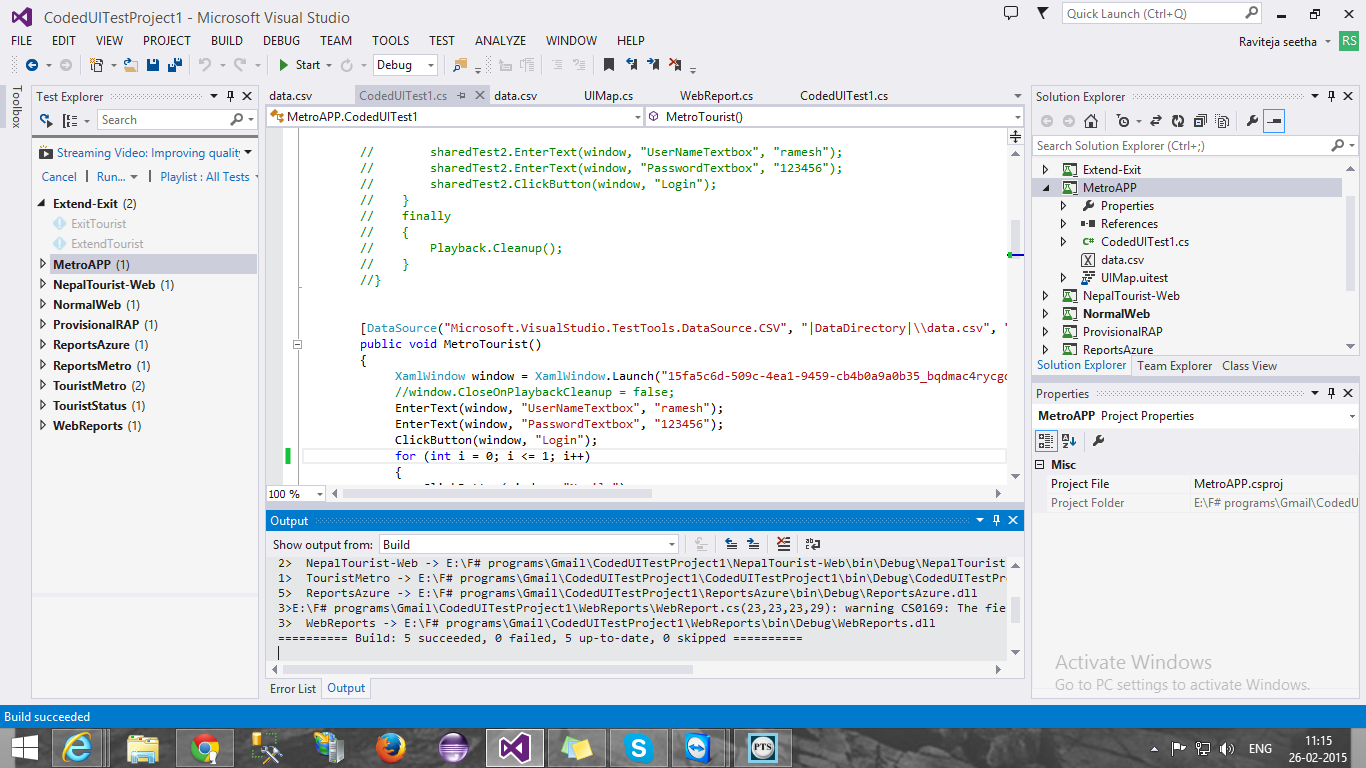 CodedUITestProject1 - Microsoft Visual Studio
Quick Launch (Ctrl+Q)
FILE EDIT VIEW PROJECT BUILD DEBUG TEAM TOOLS TEST ANALYZE WINDOW HELP
Raviteja seetha RS
Start Debug
Toolbox
Test Explorer
Search
Streaming Video: Improving quality
Cancel Run... Playlist : All Tests
Extend-Exit (2)
ExitTourist
ExtendTourist
MetroAPP (1)
NepalTourist-Web (1)
NormalWeb (1)
ProvisionalRAP (1)
ReportsAzure (1)
ReportsMetro (1)
TouristMetro (2)
TouristStatus (1)
WebReports (1)
data.csv CodedUITest1.cs data.csv UIMap.cs WebReport.cs CodedUITest1.cs
MetroAPP.CodedUITest1 MetroTourist()
// sharedTest2.EnterText(window, "UserNameTextbox", "ramesh");
// sharedTest2.EnterText(window, "PasswordTextbox", "123456");
// sharedTest2.ClickButton(window, "Login");
// }
// finally
// {
// Playback.Cleanup();
// }
//}
[DataSource("Microsoft.VisualStudio.TestTools.DataSource.CSV", "|DataDirectory|\\data.csv", "
public void MetroTourist()
{
XamlWindow window = XamlWindow.Launch("15fa5c6d-509c-4ea1-9459-cb4b0a9a0b35_bqdmac4rycgc
//window.CloseOnPlaybackCleanup = false;
EnterText(window, "UserNameTextbox", "ramesh");
EnterText(window, "PasswordTextbox", "123456");
ClickButton(window, "Login");
for (int i = 0; i <= 1; i++)
{
100 %
Output
Show output from: Build
2> NepalTourist-Web -> E:\F# programs\Gmail\CodedUITestProject1\NepalTourist-Web\bin\Debug\NepalTourist
1> TouristMetro -> E:\F# programs\Gmail\CodedUITestProject1\CodedUITestProject1\bin\Debug\CodedUITestPr
5> ReportsAzure -> E:\F# programs\Gmail\CodedUITestProject1\ReportsAzure\bin\Debug\ReportsAzure.dll
3>E:\F# programs\Gmail\CodedUITestProject1\WebReports\WebReport.cs(23,23,23,29): warning CS0169: The fie
3> WebReports -> E:\F# programs\Gmail\CodedUITestProject1\WebReports\bin\Debug\WebReports.dll
========== Build: 5 succeeded, 0 failed, 5 up-to-date, 0 skipped ==========
Error List Output
Solution Explorer
Search Solution Explorer (Ctrl+;)
Extend-Exit
MetroAPP
Properties
References
CodedUITest1.cs
data.csv
UIMap.uitest
NepalTourist-Web
NormalWeb
ProvisionalRAP
ReportsAzure
Solution Explorer Team Explorer Class View
Properties
MetroAPP Project Properties
Misc
Project File MetroAPP.csproj
Project Folder E:\F# programs\Gmail\CodedU
Activate Windows
Go to PC settings to activate Windows.
Build succeeded
PTS
ENG
11:15
26-02-2015